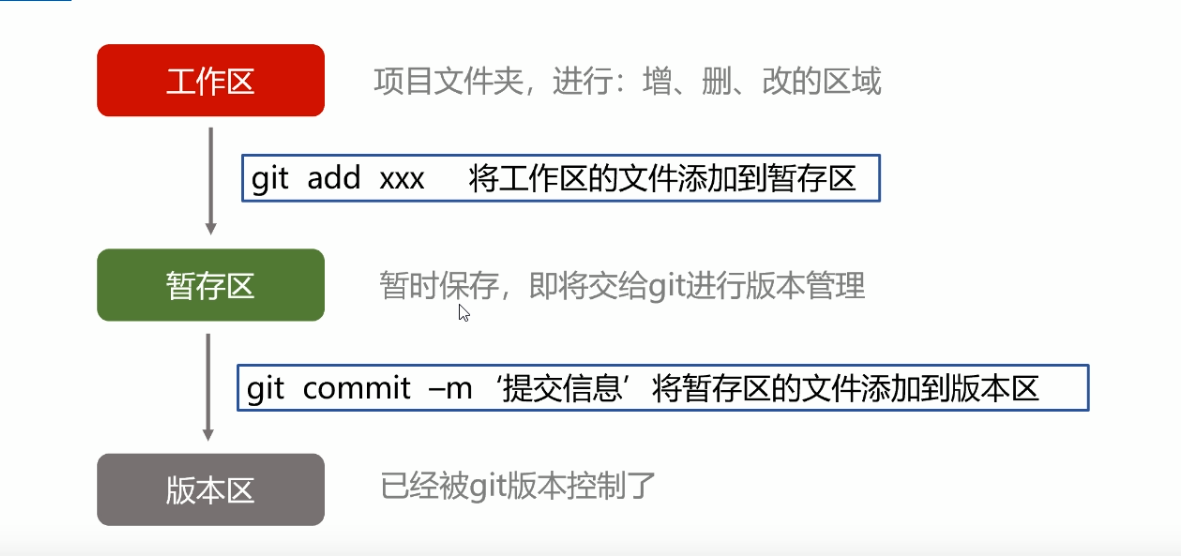 工作区
项目文件夹，进行：增、删、改的区域
git add xxx 将工作区的文件添加到暂存区
暂存区
暂时保存，即将交给git进行版本管理
git commit –m ‘提交信息’ 将暂存区的文件添加到版本区
版本区
已经被git版本控制了